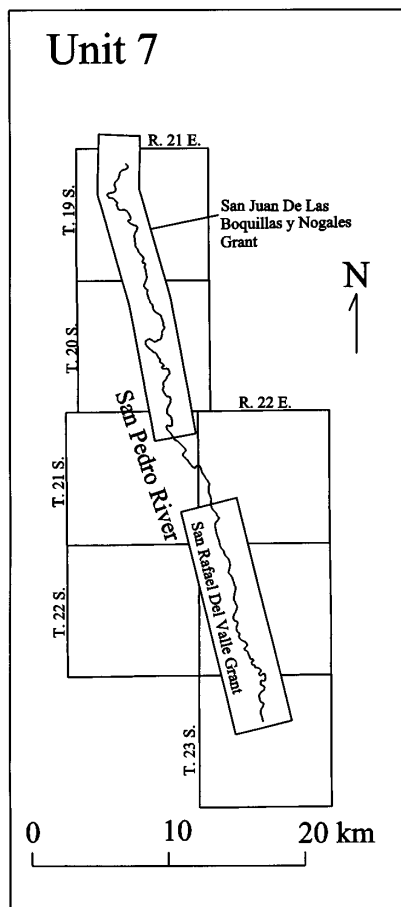 Unit 7
R. 21 E.
T. 19 S.
San Juan De Las
Boquillas y Nogales
Grant
N
T. 20 S.
R. 22 E.
San Pedro River
T. 21 S.
San Rafael Del Valle Grant
T. 22 S.
T. 23 S.
0 10 20 km